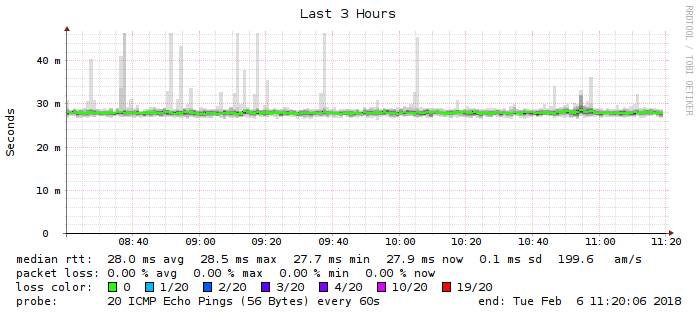 Last 3 Hours
RRDTOOL / TOBI OETIKER
Seconds
40 m
30 m
20 m
10 m
0
08:40 09:00 09:20 09:40 10:00 10:20 10:40 11:00 11:20
median rtt: 28.0 ms avg 28.5 ms max 27.7 ms min 27.9 ms now 0.1 ms sd 199.6 am/s
packet loss: 0.00 % avg 0.00 % max 0.00 % min 0.00 % now
loss color: 0 1/20 2/20 3/20 4/20 10/20 19/20
probe: 20 ICMP Echo Pings (56 Bytes) every 60s end: Tue Feb 6 11:20:06 2018